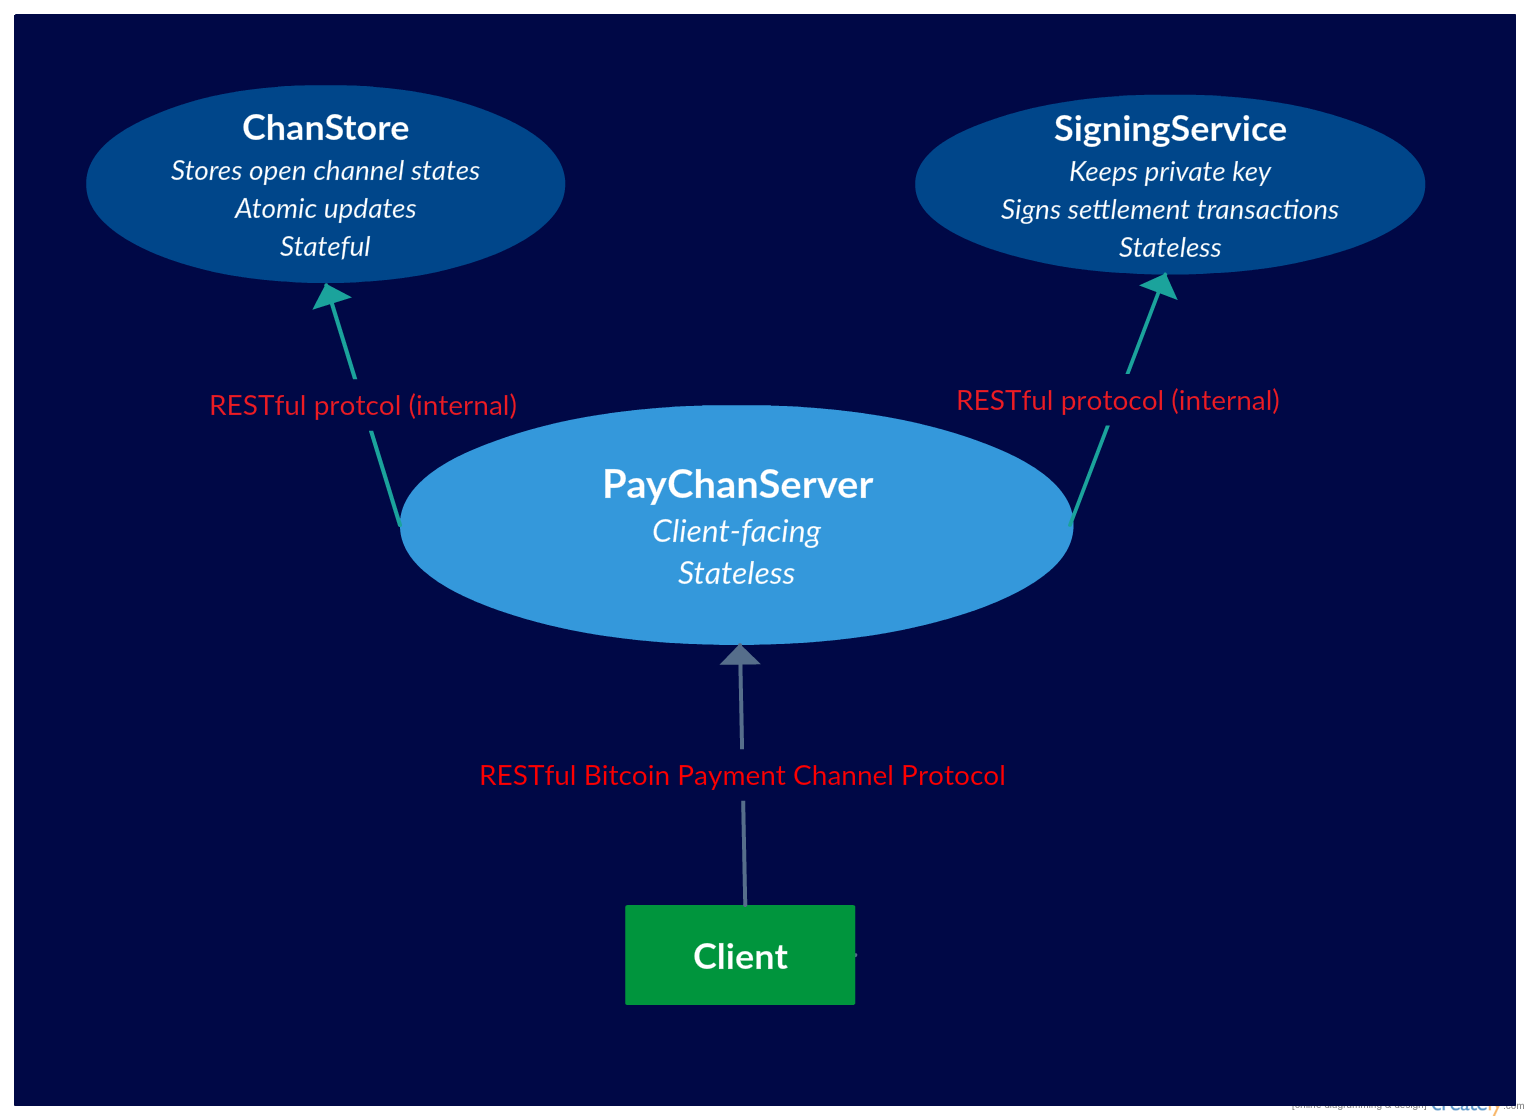 ChanStore
Stores open channel states
Atomic updates
Stateful
SigningService
Keeps private key
Signs settlement transactions
Stateless
RESTful protcol (internal)
RESTful protocol (internal)
PayChanServer
Client-facing
Stateless
RESTful Bitcoin Payment Channel Protocol
Client
[online diagramming & design] creately.com